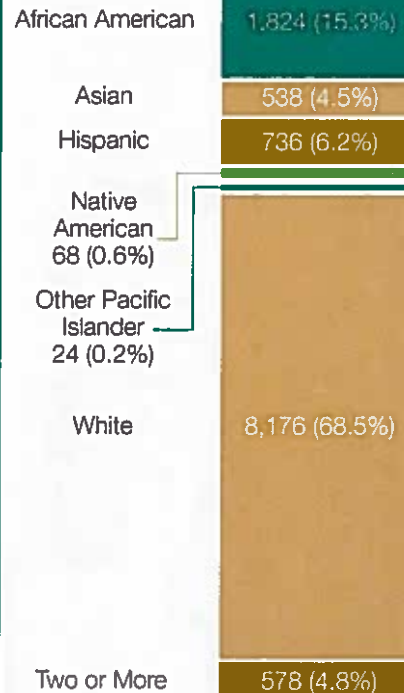 African American 1,824 (15.3%)
Asian 538 (4.5%)
Hispanic 736 (6.2%)
Native
American
68 (0.6%)
Other Pacific
Islander
24 (0.2%)
White 8,176 (68.5%)
Two or More 578 (4.8%)